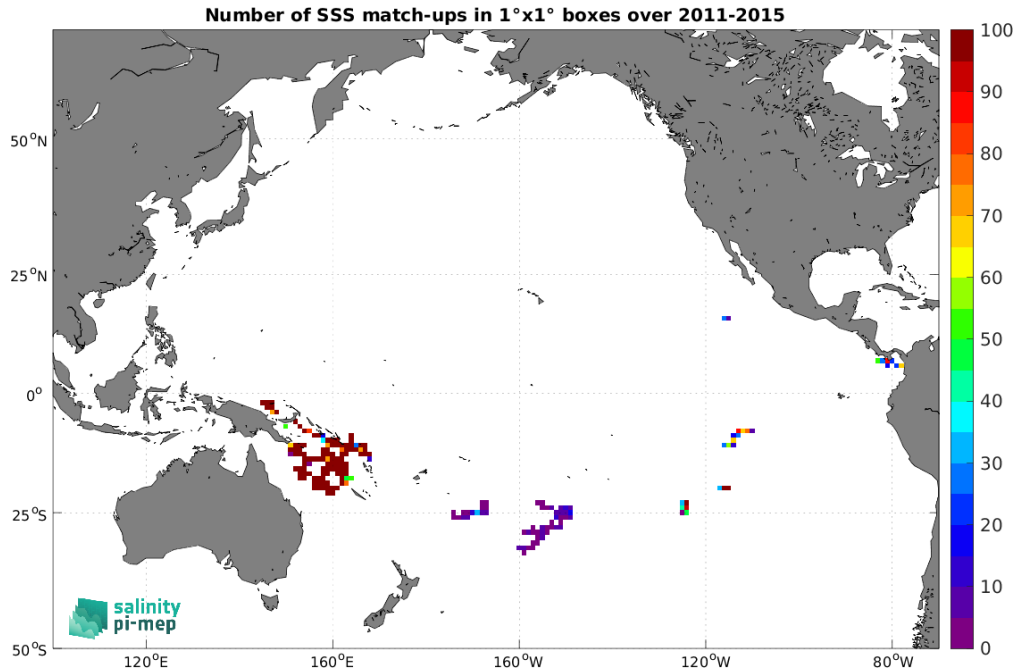 Number of SSS match-ups in 1°x1° boxes over 2011-2015
100
90
80
70
60
50
40
30
20
10
0
50°N
25°N
0°
25°S
50°S
120°E
160°E
160°W
120°W
80°W
salinity
pi-mep